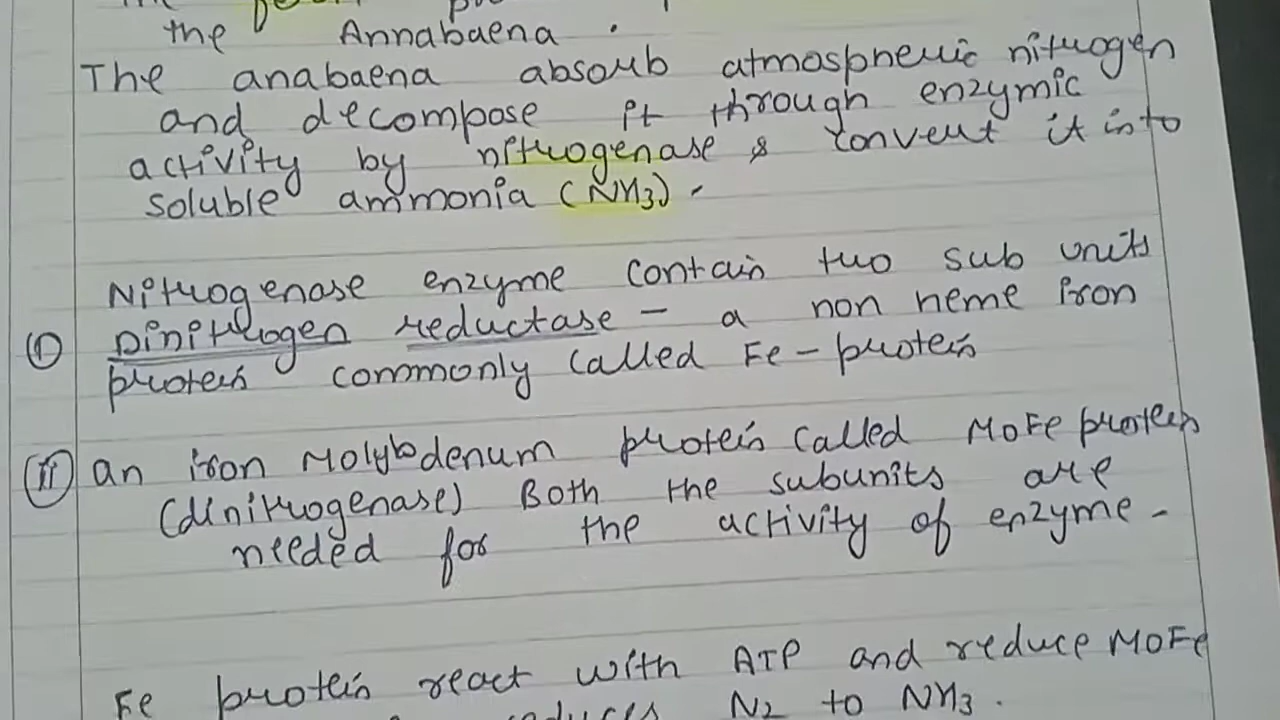 the Annabaena .
The anabaena absorb atmospheric nitrogen
and decompose it through enzymic
activity by nitrogenase & convert it into
soluble ammonia (NH3).
Nitrogenase enzyme contain two sub units
(I) Dinitrogen reductase - a non heme iron
protein commonly called Fe-protein
(II) an iron Molybdenum protein called MoFe protein
(dinitrogenase) Both the subunits are
needed for the activity of enzyme-
Fe protein react with ATP and reduce MoFe
N2 to NH3.